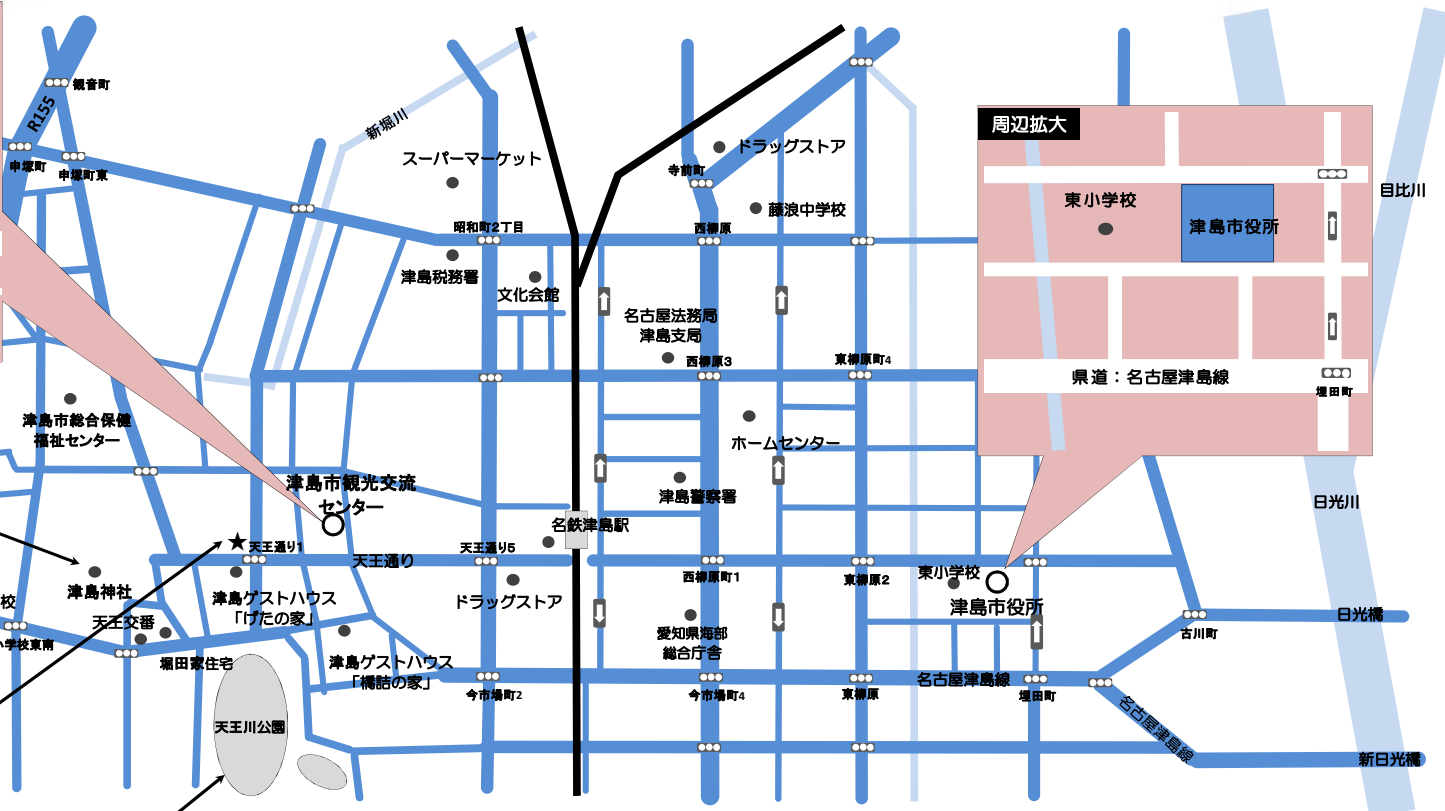 観音町
R155
申塚町
申塚町東
新堀川
スーパーマーケット
昭和町2丁目
津島税務署
文化会館
ドラッグストア
寺前町
藤浪中学校
西柳原
名古屋法務局
津島支局
西柳原3
東柳原町4
ホームセンター
津島警察署
周辺拡大
東小学校
津島市役所
県道：名古屋津島線
埋田町
目比川
日光川
津島市総合保健
福祉センター
津島市観光交流
センター
名鉄津島駅
天王通り1
天王通り
天王通り5
西柳原町1
東柳原2
東小学校
津島市役所
津島神社
校
天王交番
小学校東南
津島ゲストハウス
「げたの家」
ドラッグストア
愛知県海部
総合庁舎
堀田家住宅
津島ゲストハウス
「橋詰の家」
今市場町2
今市場町4
東柳原
名古屋津島線
埋田町
古川町
日光橋
名古屋津島線
新日光橋
天王川公園